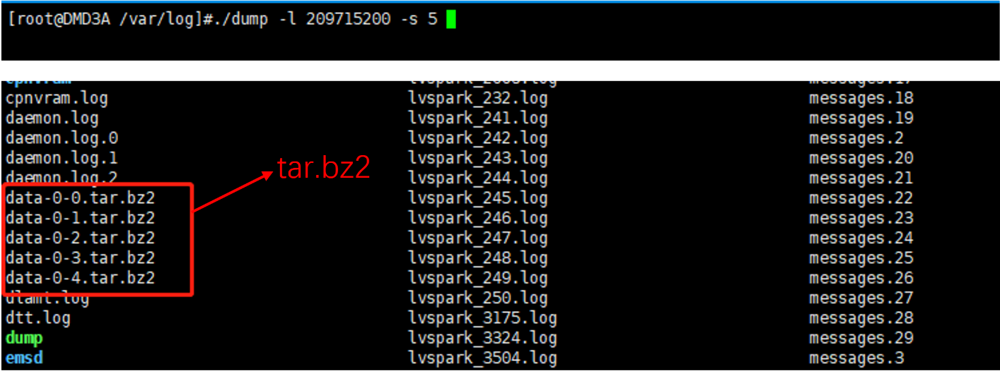 [root@DMD3A /var/log]#./dump -l 209715200 -s 5
cpnvram lvspark_2668.log messages.17
cpnvram.log lvspark_232.log messages.18
daemon.log lvspark_241.log messages.19
daemon.log.0 lvspark_242.log messages.2
daemon.log.1 lvspark_243.log messages.20
daemon.log.2 lvspark_244.log messages.21
tar.bz2
data-0-0.tar.bz2 lvspark_245.log messages.22
data-0-1.tar.bz2 lvspark_246.log messages.23
data-0-2.tar.bz2 lvspark_247.log messages.24
data-0-3.tar.bz2 lvspark_248.log messages.25
data-0-4.tar.bz2 lvspark_249.log messages.26
dlamt.log lvspark_250.log messages.27
dtt.log lvspark_3175.log messages.28
dump lvspark_3324.log messages.29
emsd lvspark_3504.log messages.3